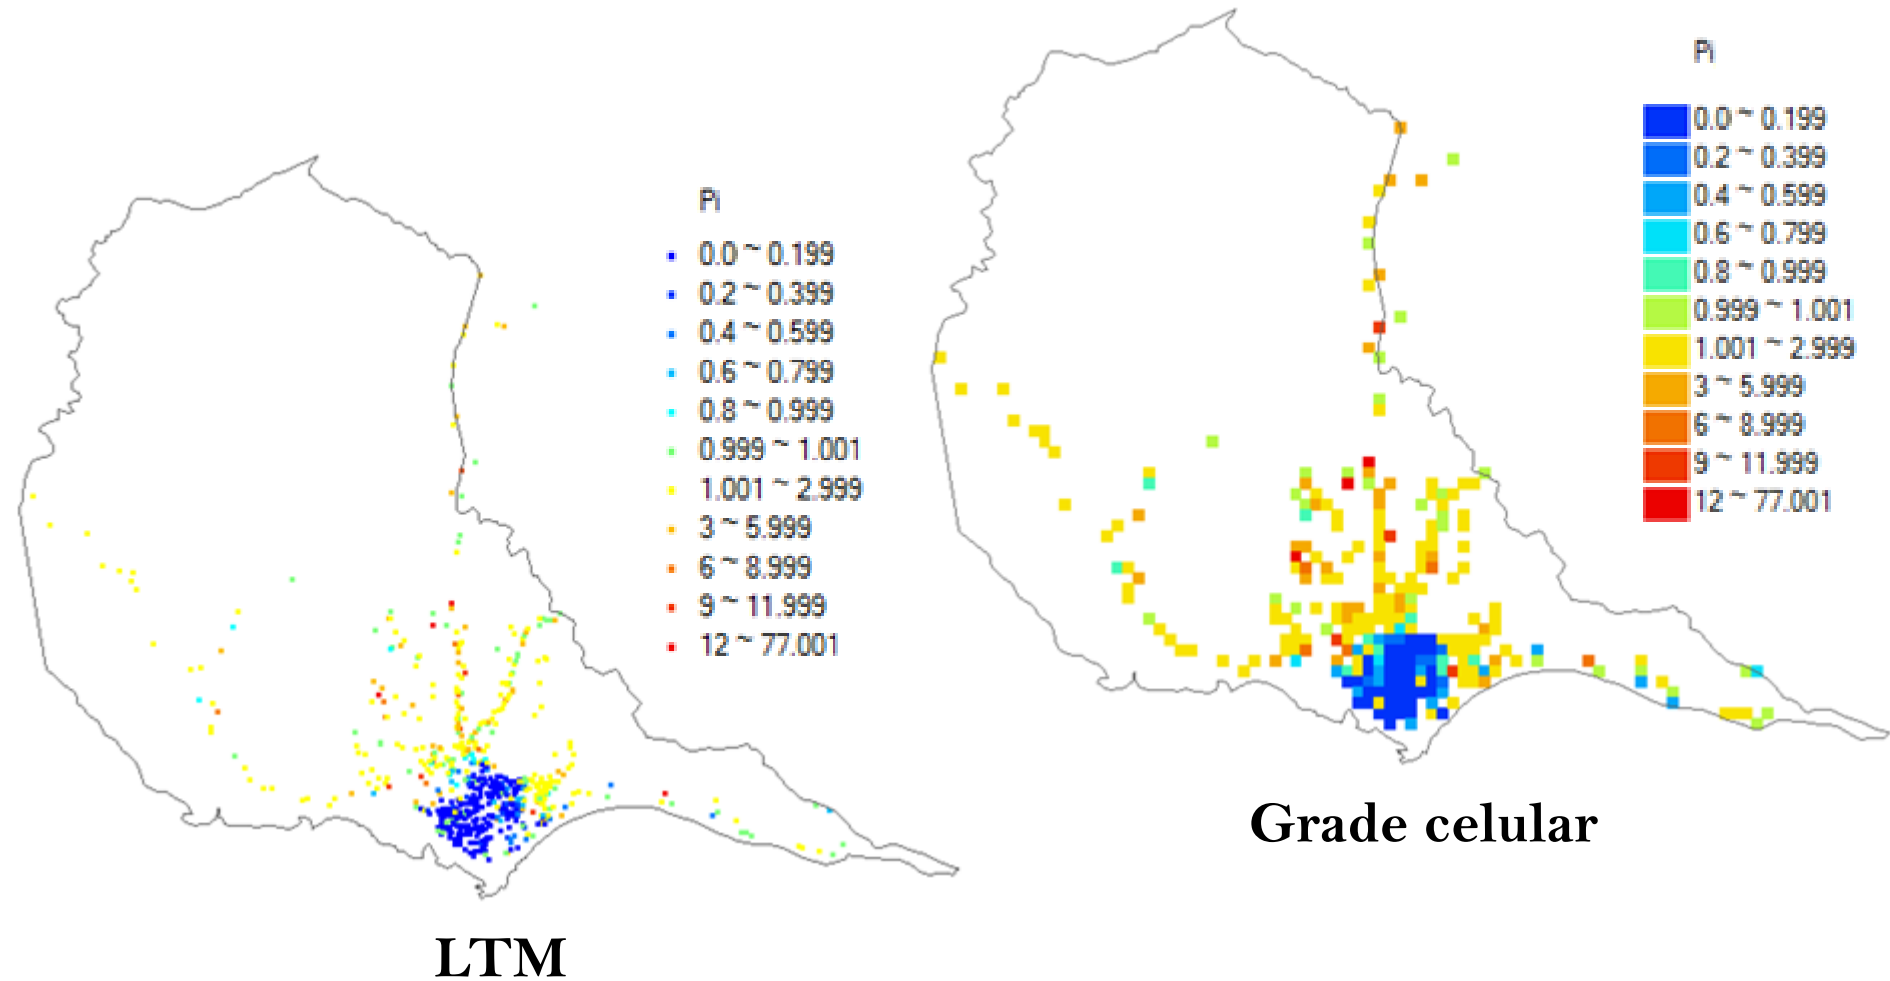 Pi
0.0 ~ 0.199
0.2 ~ 0.399
0.4 ~ 0.599
0.6 ~ 0.799
0.8 ~ 0.999
0.999 ~ 1.001
1.001 ~ 2.999
3 ~ 5.999
6 ~ 8.999
9 ~ 11.999
12 ~ 77.001
LTM
Pi
0.0 ~ 0.199
0.2 ~ 0.399
0.4 ~ 0.599
0.6 ~ 0.799
0.8 ~ 0.999
0.999 ~ 1.001
1.001 ~ 2.999
3 ~ 5.999
6 ~ 8.999
9 ~ 11.999
12 ~ 77.001
Grade celular